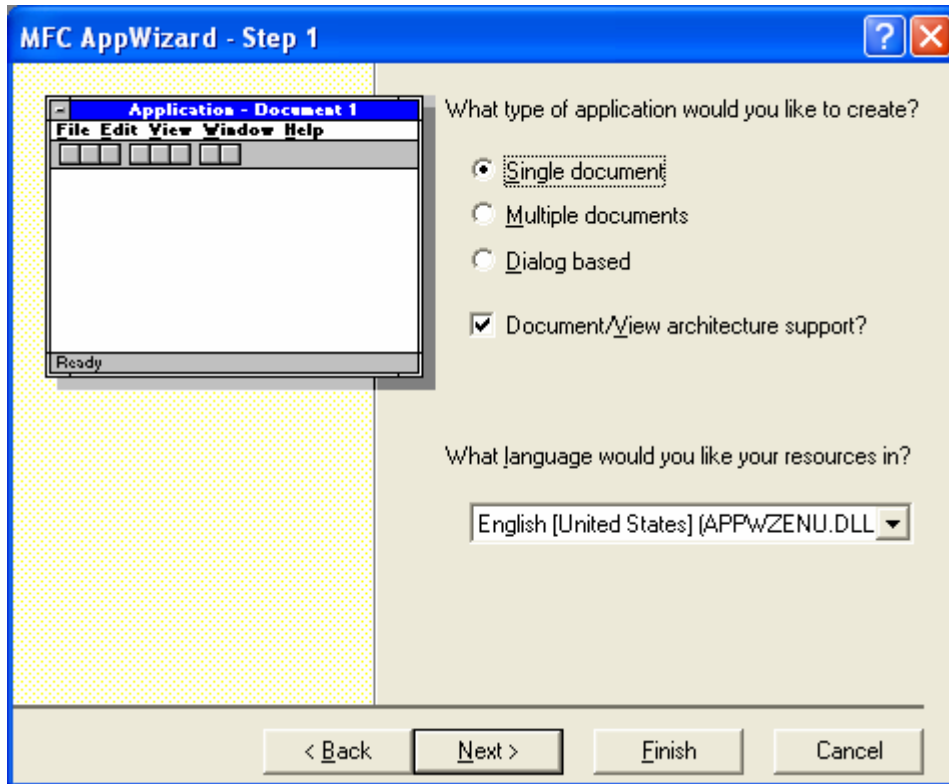 MFC AppWizard - Step 1
Application - Document 1
File Edit View Window Help
Ready
What type of application would you like to create?
Single document
Multiple documents
Dialog based
Document/View architecture support?
What language would you like your resources in?
English [United States] (APPWZENU.DLL
< Back Next > Finish Cancel